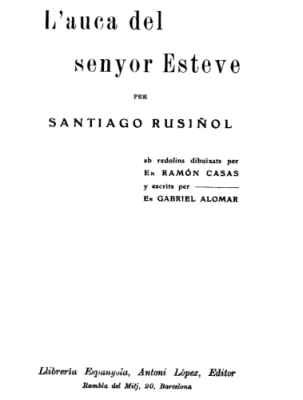 L'auca del
senyor Esteve
PER
SANTIAGO RUSIÑOL
ab redolins dibuixats per
EN RAMÓN CASAS
y escrits per
EN GABRIEL ALOMAR
Llibrería Espanyola, Antoni López, Editor
Rambla del Mitj, 20, Barcelona